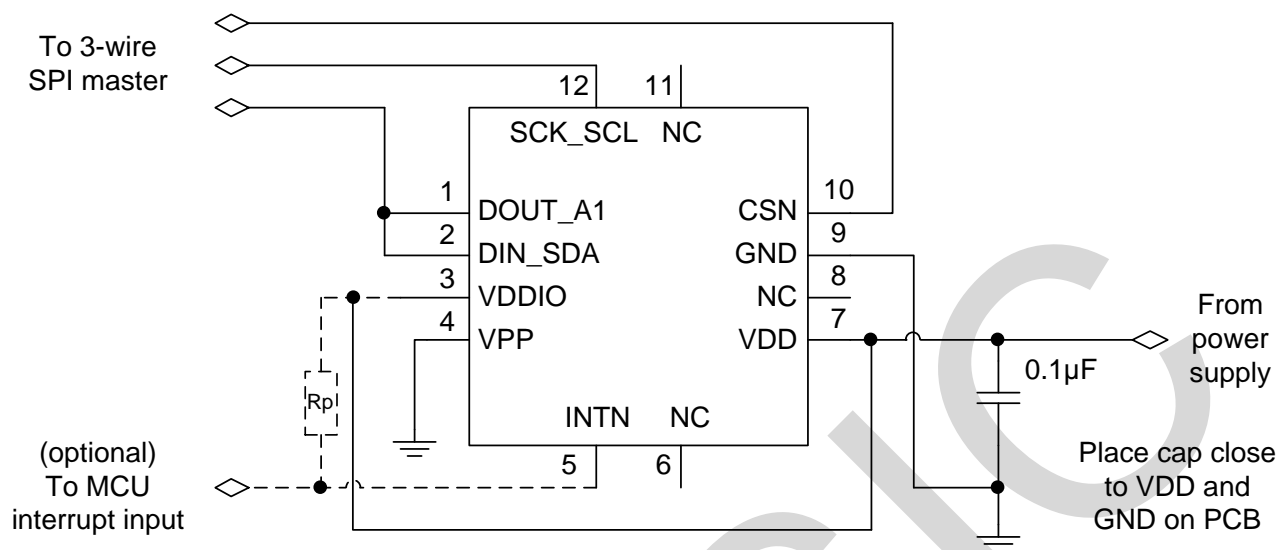 To 3-wire
SPI master
12
11
SCK_SCL
NC
1
DOUT_A1
2
DIN_SDA
3
VDDIO
4
VPP
10
CSN
9
GND
8
NC
7
VDD
INTN
NC
5
6
Rp
(optional)
To MCU
interrupt input
0.1µF
From
power
supply
Place cap close
to VDD and
GND on PCB
SIC